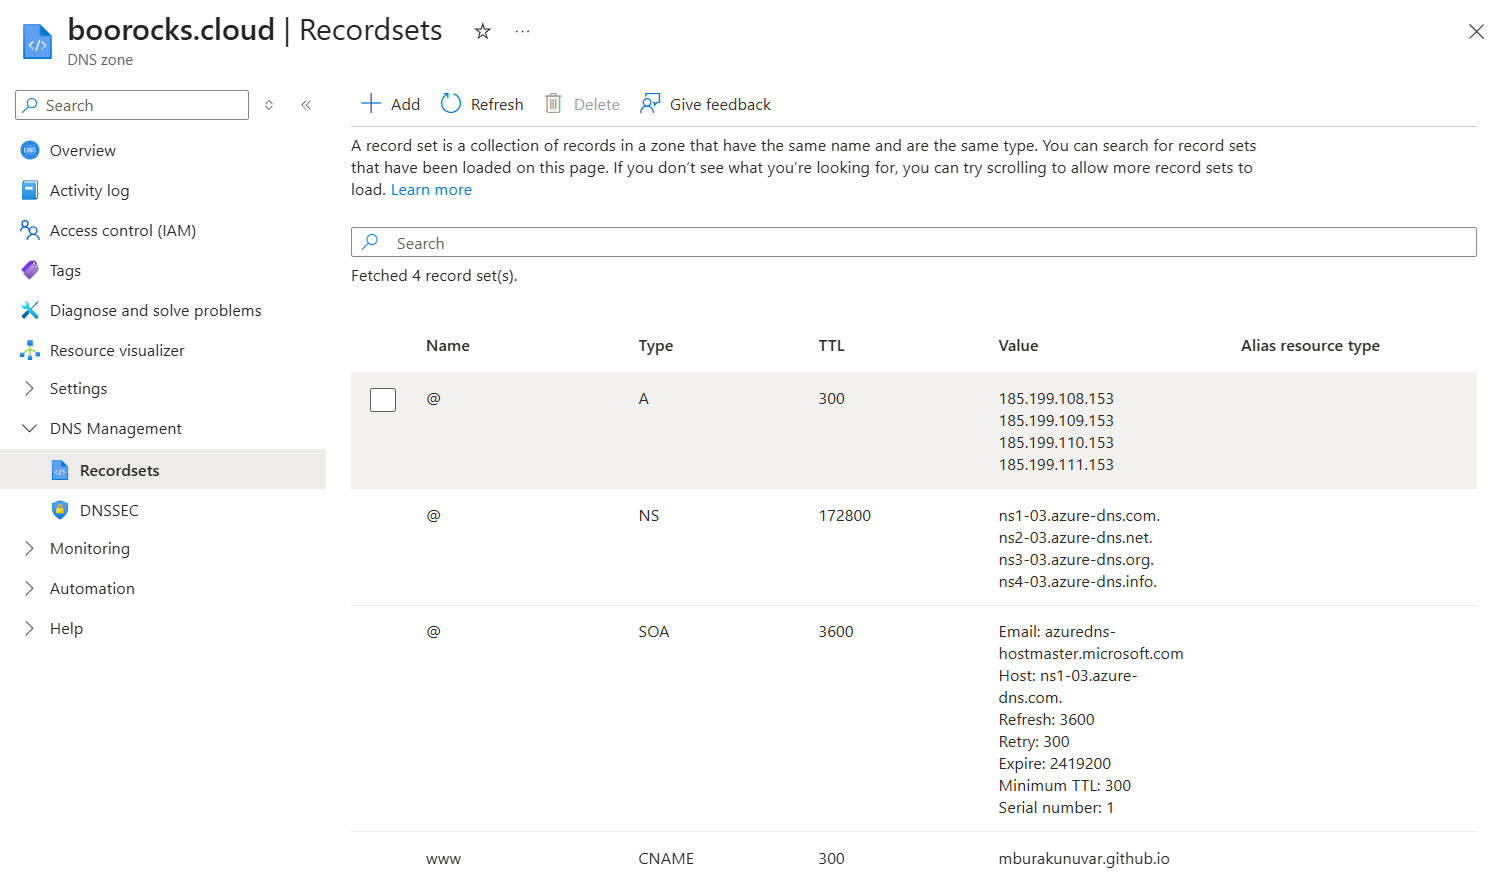 boorocks.cloud | Recordsets
DNS zone
Search
Overview
Activity log
Access control (IAM)
Tags
Diagnose and solve problems
Resource visualizer
Settings
DNS Management
Recordsets
DNSSEC
Monitoring
Automation
Help
Add Refresh Delete Give feedback
A record set is a collection of records in a zone that have the same name and are the same type. You can search for record sets
that have been loaded on this page. If you don't see what you're looking for, you can try scrolling to allow more record sets to
load. Learn more
Search
Fetched 4 record set(s).
Name Type TTL Value Alias resource type
@ A 300 185.199.108.153
185.199.109.153
185.199.110.153
185.199.111.153
@ NS 172800 ns1-03.azure-dns.com.
ns2-03.azure-dns.net.
ns3-03.azure-dns.org.
ns4-03.azure-dns.info.
@ SOA 3600 Email: azuredns-
hostmaster.microsoft.com
Host: ns1-03.azure-
dns.com.
Refresh: 3600
Retry: 300
Expire: 2419200
Minimum TTL: 300
Serial number: 1
www CNAME 300 mburakunuvar.github.io